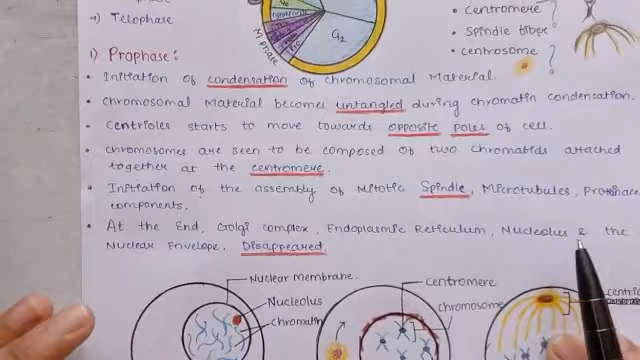 4) Telophase
G2
M Phase
• centromere
• Spindle fiber
• centrosome
?
1) Prophase:
• Initiation of condensation of chromosomal Material.
• chromosomal Material becomes untangled during chromatin condensation.
• centrioles starts to move towards opposite poles of cell.
• chromosomes are seen to be composed of two chromatids attached
together at the centromere.
• Initiation of the assembly of Mitotic Spindle, Microtubules,
components.
• At the End, Golgi complex, Endoplasmic Reticulum, Nucleolus & the
Nuclear Envelope. Disappeared.
Nuclear membrane.
Nucleolus
chromatin
centromere
chromosome